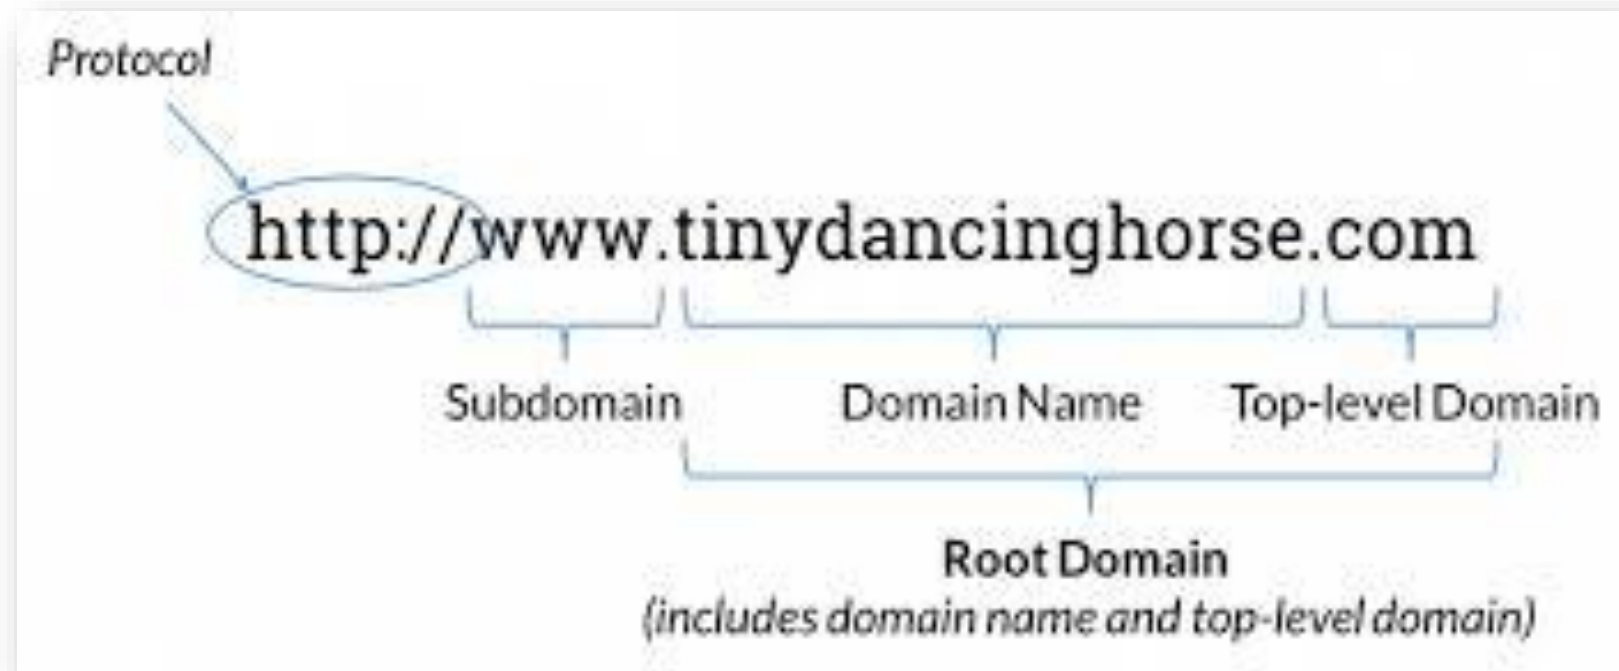 Protocol
http://www.tinydancinghorse.com
Subdomain Domain Name Top-level Domain
Root Domain
(includes domain name and top-level domain)